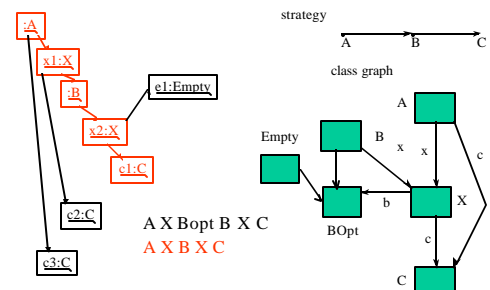 strategy
:A
A
B
C
x1:X
class graph
:B
e1:Empty
A
x2:X
Empty
B
x
x
c
c1:C
b
X
c2:C
A X Bopt B X C
BOpt
A X B X C
c
c3:C
C